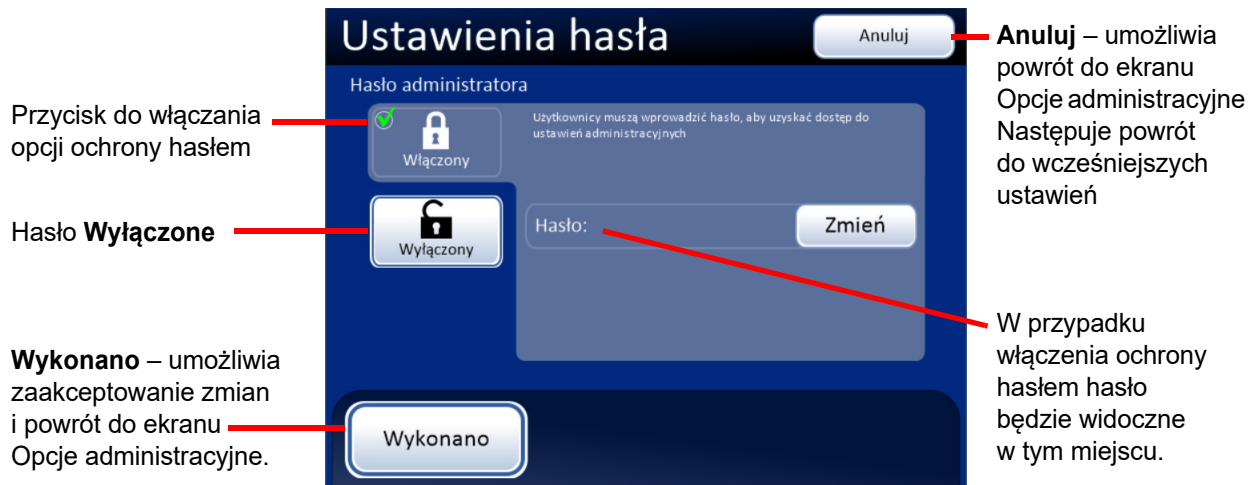 Ustawienia hasła
Anuluj
Hasło administratora
Włączony
Użytkownicy muszą wprowadzić hasło, aby uzyskać dostęp do
ustawień administracyjnych
Wyłączony
Hasło:
Zmień
Wykonano
Przycisk do włączania
opcji ochrony hasłem
Hasło Wyłączone
Wykonano – umożliwia
zaakceptowanie zmian
i powrót do ekranu
Opcje administracyjne.
Anuluj – umożliwia
powrót do ekranu
Opcje administracyjne
Następuje powrót
do wcześniejszych
ustawień
W przypadku
włączenia ochrony
hasłem hasło
będzie widoczne
w tym miejscu.